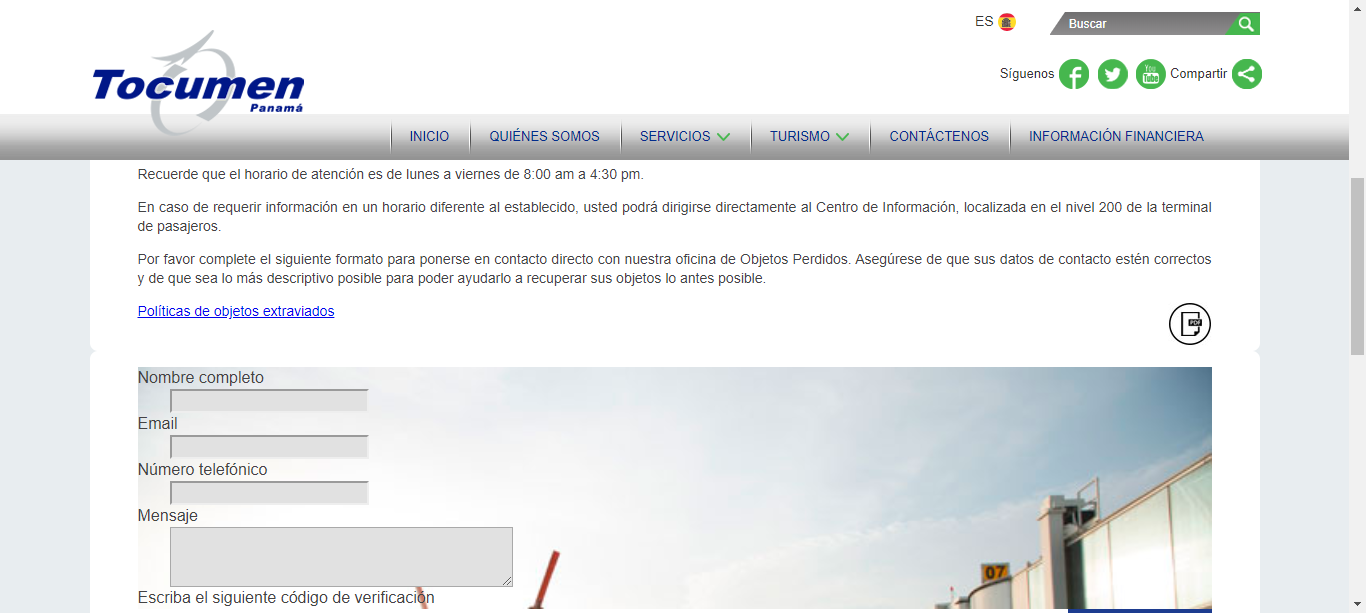 ES
Buscar
Síguenos
You
Tube
Compartir
Tocumen
Panamá
INICIO
QUIÉNES SOMOS
SERVICIOS
TURISMO
CONTÁCTENOS
INFORMACIÓN FINANCIERA
Recuerde que el horario de atención es de lunes a viernes de 8:00 am a 4:30 pm.
En caso de requerir información en un horario diferente al establecido, usted podrá dirigirse directamente al Centro de Información, localizada en el nivel 200 de la terminal
de pasajeros.
Por favor complete el siguiente formato para ponerse en contacto directo con nuestra oficina de Objetos Perdidos. Asegúrese de que sus datos de contacto estén correctos
y de que sea lo más descriptivo posible para poder ayudarlo a recuperar sus objetos lo antes posible.
Políticas de objetos extraviados
PDF
Nombre completo
Email
Número telefónico
Mensaje
07
Escriba el siguiente código de verificación